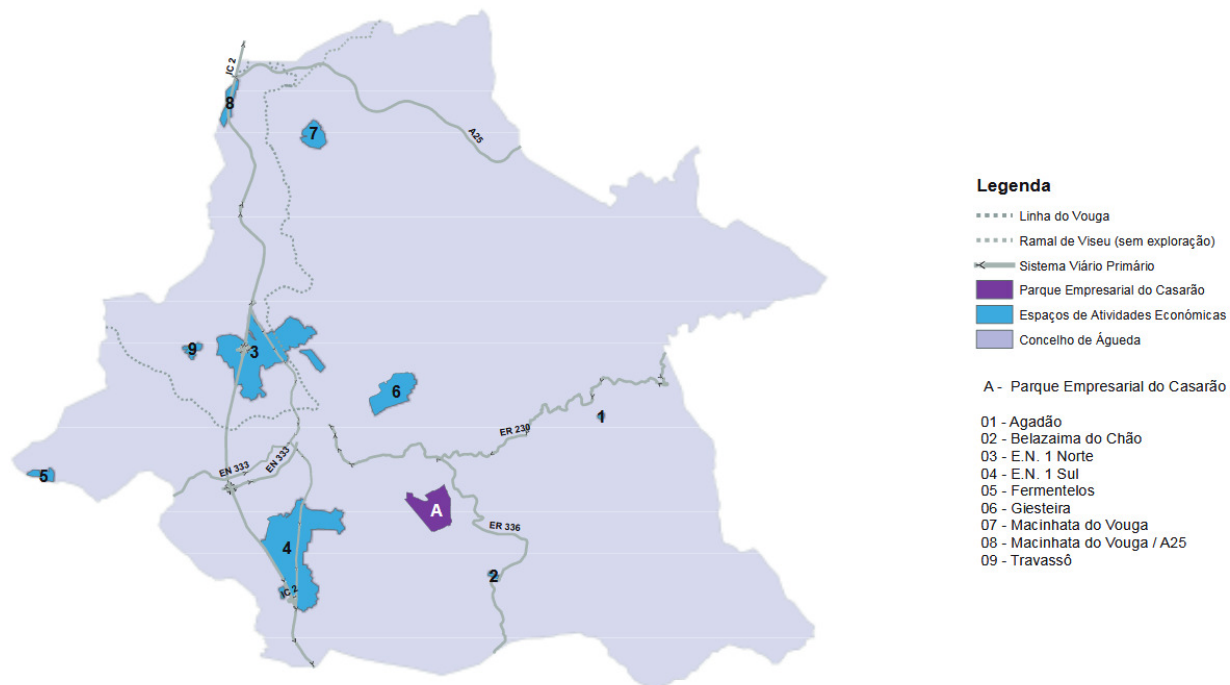 IC 2
8
7
A25
9
3
6
1
ER 230
EN 333
EN 333
5
A
ER 336
4
2
IC 2
Legenda
Linha do Vouga
Ramal de Viseu (sem exploração)
Sistema Viário Primário
Parque Empresarial do Casarão
Espaços de Atividades Económicas
Concelho de Águeda
A - Parque Empresarial do Casarão
01 - Agadão
02 - Belazaima do Chão
03 - E.N. 1 Norte
04 - E.N. 1 Sul
05 - Fermentelos
06 - Giesteira
07 - Macinhata do Vouga
08 - Macinhata do Vouga / A25
09 - Travassô